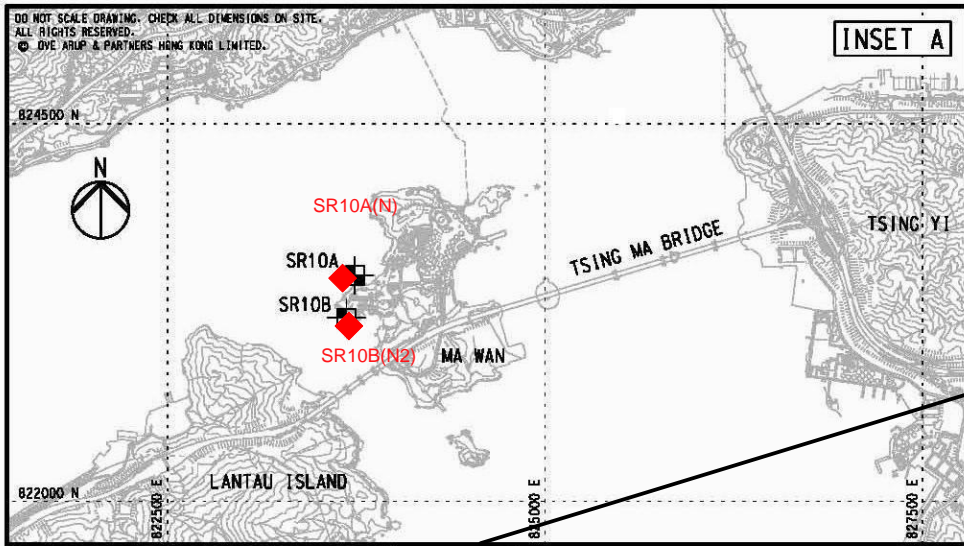 DO NOT SCALE DRAWING. CHECK ALL DIMENSIONS ON SITE.
ALL RIGHTS RESERVED.
© OVE ARUP & PARTNERS HENG KONG LIMITED.
INSET A
824500 N
N
SR10A(N)
TSING YI
TSING MA BRIDGE
SR10A
SR10B
SR10B(N2)
MA WAN
LANTAU ISLAND
822000 N
822500 E
825000 E
827500 E